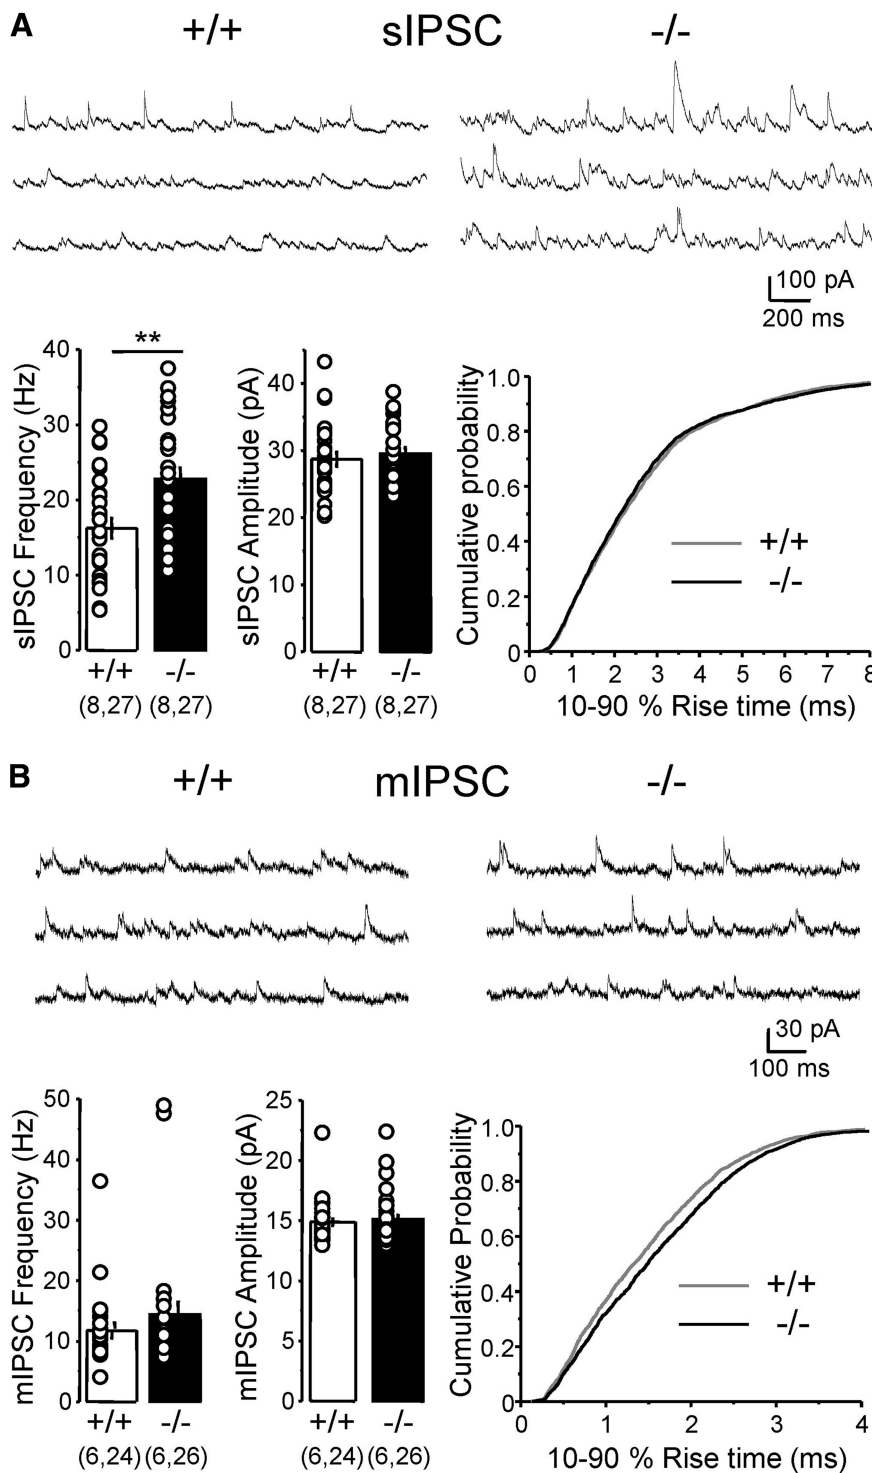 A
+/+ sIPSC -/-
100 pA
200 ms
**
sIPSC Frequency (Hz)
40
30
20
10
0
+/+ -/-
(8,27) (8,27)
sIPSC Amplitude (pA)
40
30
20
10
0
+/+ -/-
(8,27) (8,27)
Cumulative probability
1.0
0.8
0.6
0.4
0.2
0
+/+
-/-
0 1 2 3 4 5 6 7 8
10-90 % Rise time (ms)
B
+/+ mIPSC -/-
30 pA
100 ms
mIPSC Frequency (Hz)
50
40
30
20
10
0
+/+ -/-
(6,24) (6,26)
mIPSC Amplitude (pA)
25
20
15
10
5
0
+/+ -/-
(6,24) (6,26)
Cumulative Probability
1.0
0.8
0.6
0.4
0.2
0
+/+
-/-
0 1 2 3 4
10-90 % Rise time (ms)